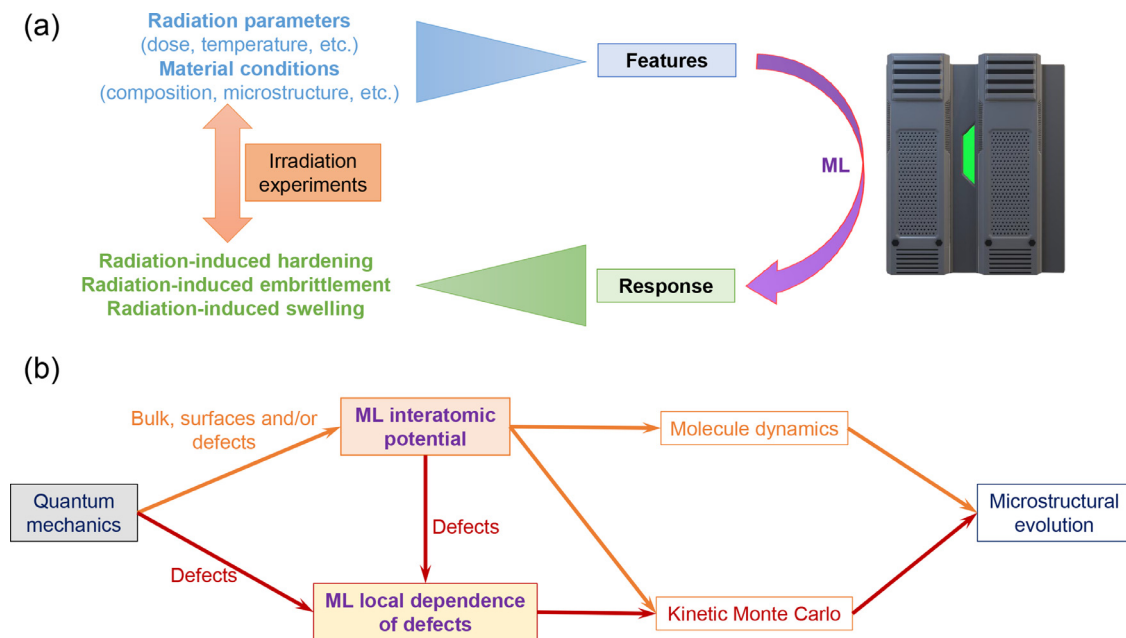 (a)
Radiation parameters
(dose, temperature, etc.)
Material conditions
(composition, microstructure, etc.)
Features
Irradiation
experiments
ML
Radiation-induced hardening
Radiation-induced embrittlement
Radiation-induced swelling
Response
(b)
Bulk, surfaces and/or
defects
ML interatomic
potential
Molecule dynamics
Quantum
mechanics
Defects
Defects
Microstructural
evolution
ML local dependence
of defects
Kinetic Monte Carlo